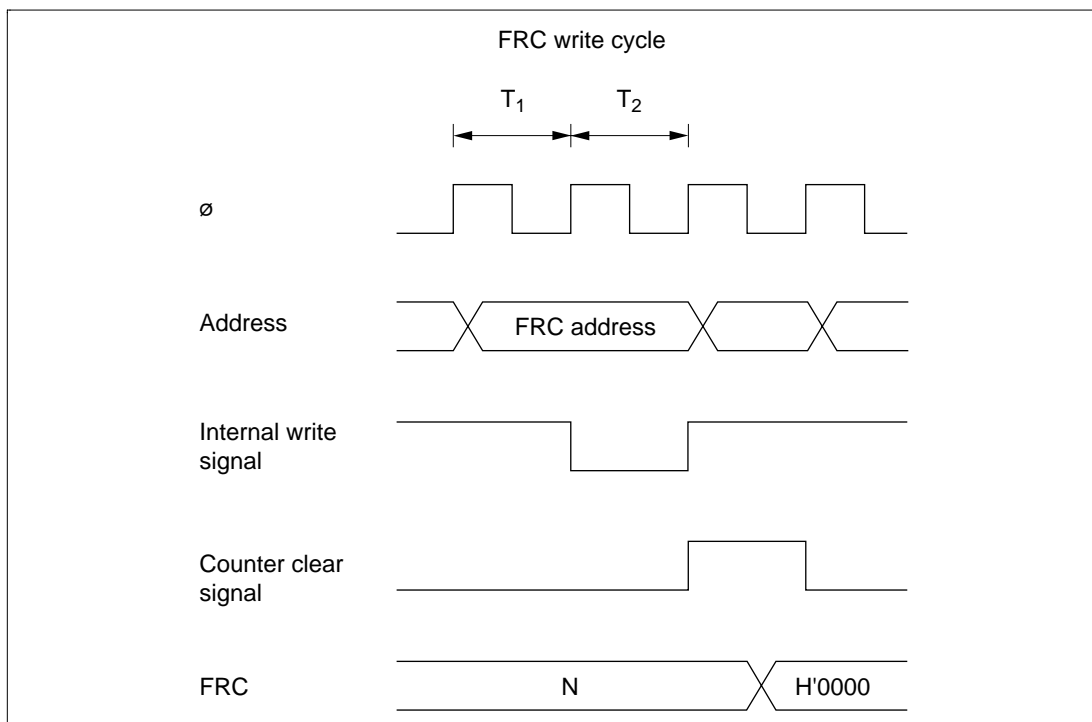 FRC write cycle
T1 T2
ø
Address
FRC address
Internal write
signal
Counter clear
signal
FRC
N
H'0000